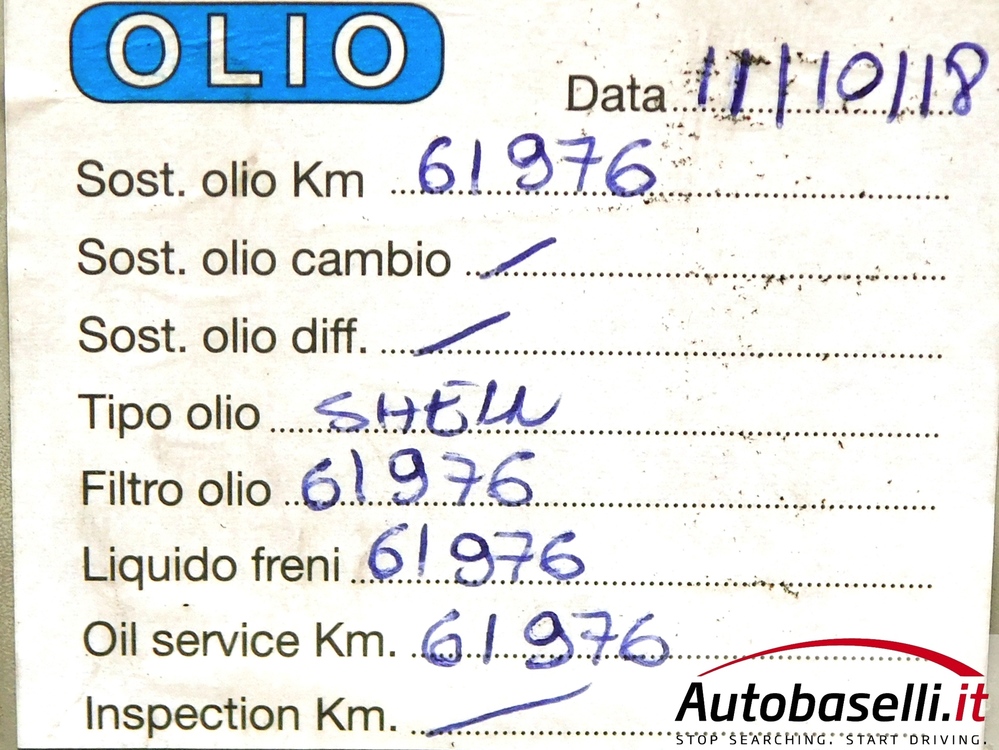 OLIO
Data 11/10/18
Sost. olio Km 61976
Sost. olio cambio /
Sost. olio diff. /
Tipo olio SHELL
Filtro olio 61976
Liquido freni 61976
Oil service Km. 61976
Inspection Km. /
Autobaselli.it
STOP SEARCHING. START DRIVING.